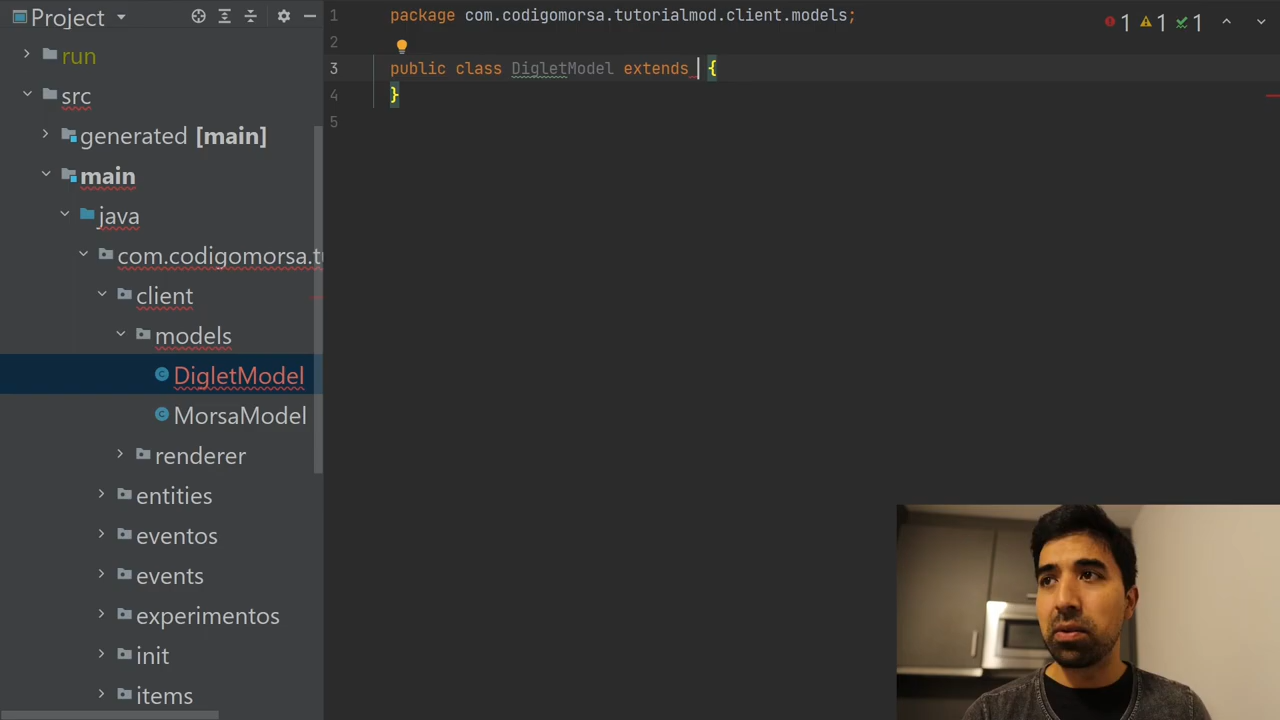 Project
run
src
generated [main]
main
java
com.codigomorsa.tu
client
models
DigletModel
MorsaModel
renderer
entities
eventos
events
experimentos
init
items
1 package com.codigomorsa.tutorialmod.client.models;
2
3 public class DigletModel extends {
4 }
5
1 1 1